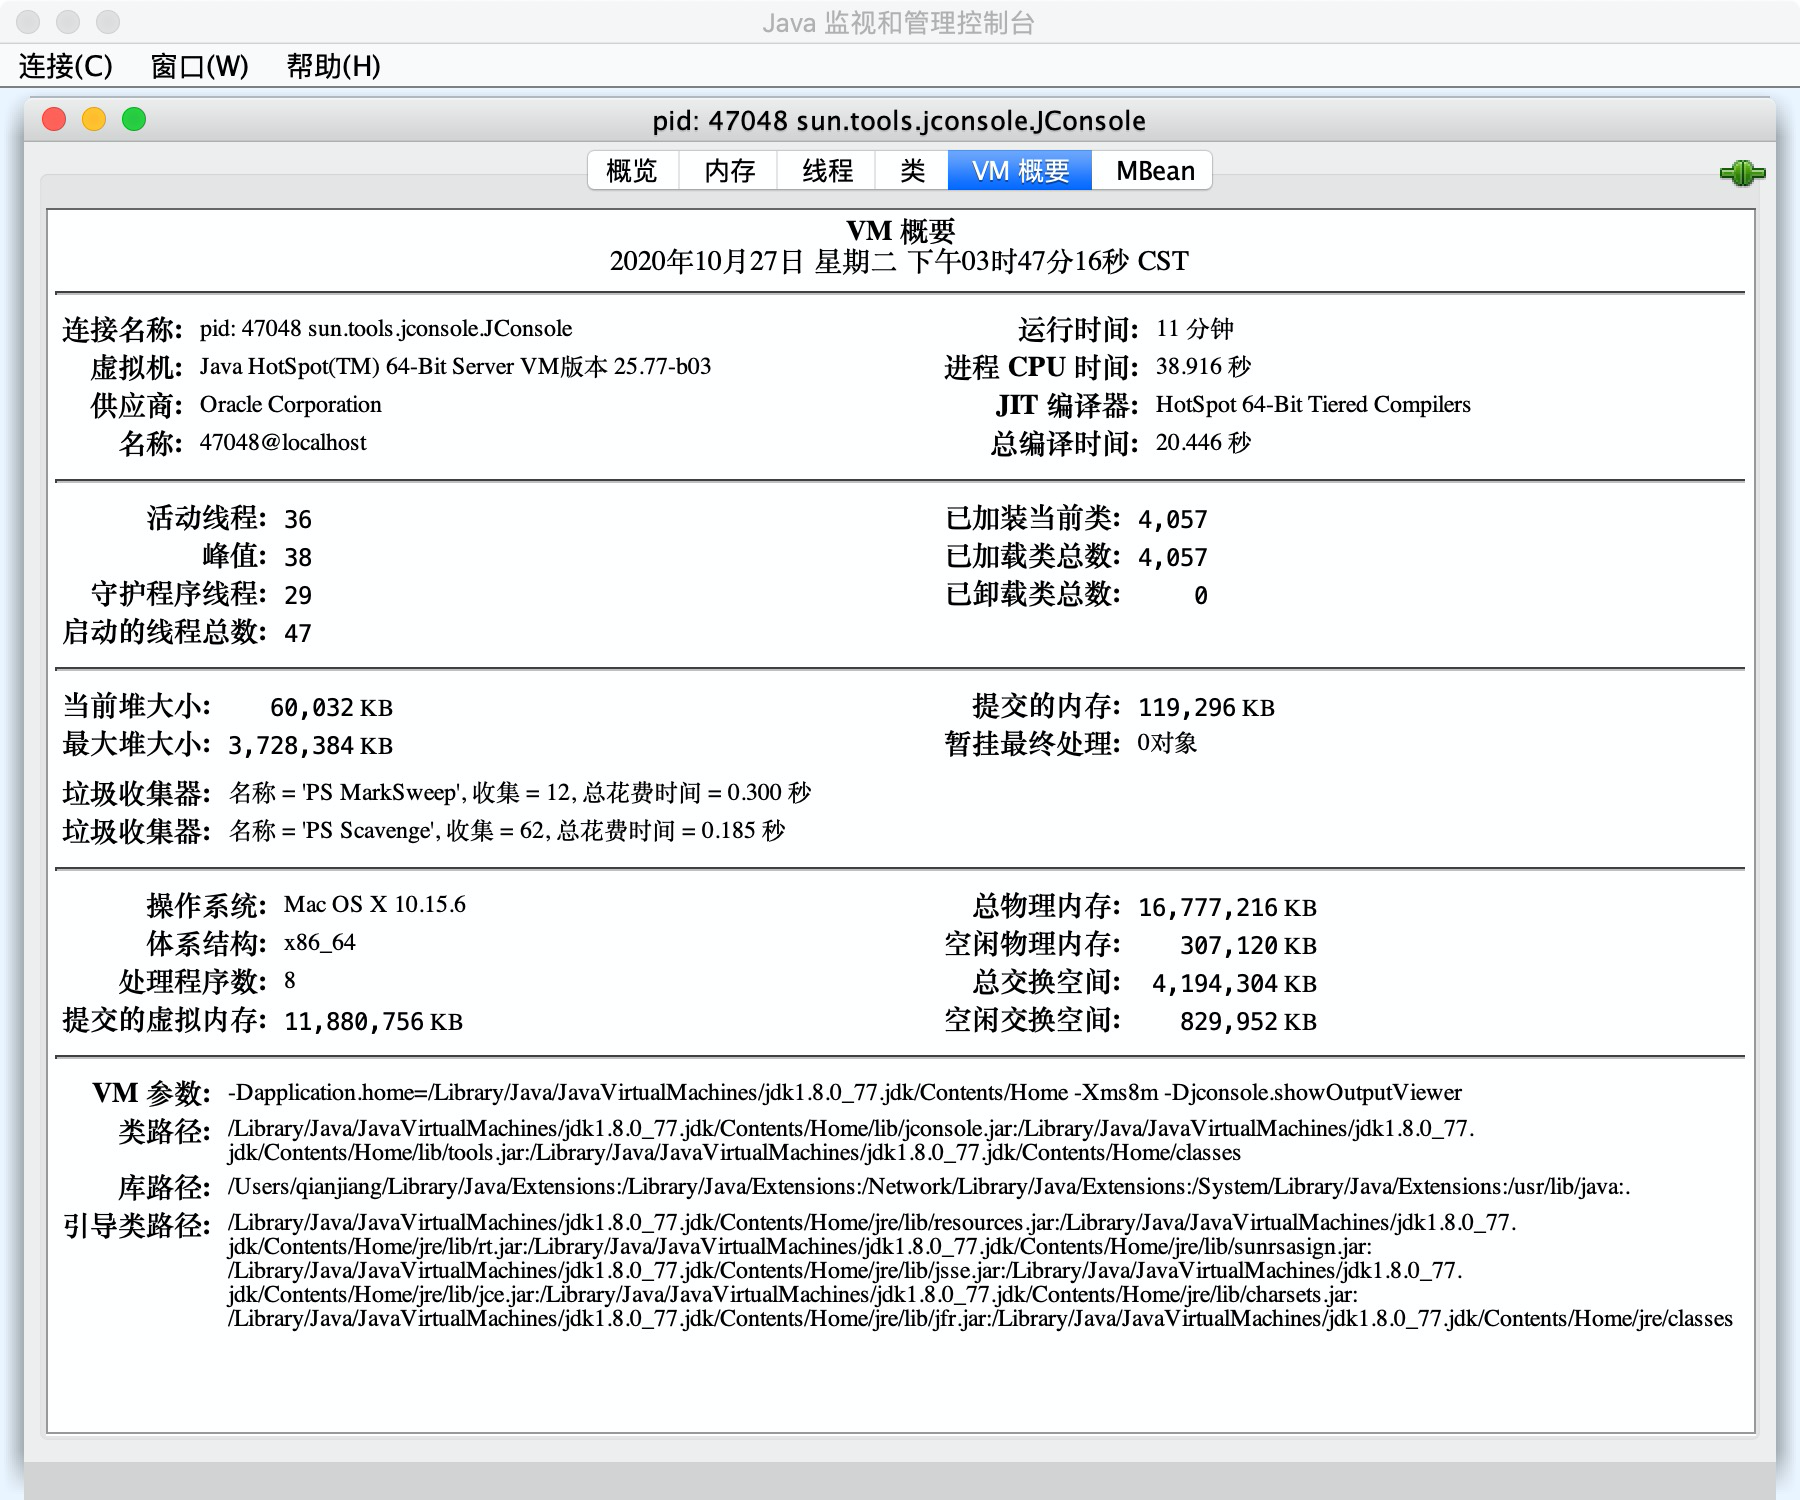 Java 监视和管理控制台
连接(C) 窗口(W) 帮助(H)
pid: 47048 sun.tools.jconsole.JConsole
概览 内存 线程 类 VM 概要 MBean
VM 概要
2020年10月27日 星期二 下午03时47分16秒 CST
连接名称: pid: 47048 sun.tools.jconsole.JConsole 运行时间: 11 分钟
虚拟机: Java HotSpot(TM) 64-Bit Server VM版本 25.77-b03 进程 CPU 时间: 38.916 秒
供应商: Oracle Corporation JIT 编译器: HotSpot 64-Bit Tiered Compilers
名称: 47048@localhost 总编译时间: 20.446 秒
活动线程: 36 已加装当前类: 4,057
峰值: 38 已加载类总数: 4,057
守护程序线程: 29 已卸载类总数: 0
启动的线程总数: 47
当前堆大小: 60,032 KB 提交的内存: 119,296 KB
最大堆大小: 3,728,384 KB 暂挂最终处理: 0对象
垃圾收集器: 名称 = 'PS MarkSweep', 收集 = 12, 总花费时间 = 0.300 秒
垃圾收集器: 名称 = 'PS Scavenge', 收集 = 62, 总花费时间 = 0.185 秒
操作系统: Mac OS X 10.15.6 总物理内存: 16,777,216 KB
体系结构: x86_64 空闲物理内存: 307,120 KB
处理程序数: 8 总交换空间: 4,194,304 KB
提交的虚拟内存: 11,880,756 KB 空闲交换空间: 829,952 KB
VM 参数: -Dapplication.home=/Library/Java/JavaVirtualMachines/jdk1.8.0_77.jdk/Contents/Home -Xms8m -Djconsole.showOutputViewer
类路径: /Library/Java/JavaVirtualMachines/jdk1.8.0_77.jdk/Contents/Home/lib/jconsole.jar:/Library/Java/JavaVirtualMachines/jdk1.8.0_77.
jdk/Contents/Home/lib/tools.jar:/Library/Java/JavaVirtualMachines/jdk1.8.0_77.jdk/Contents/Home/classes
库路径: /Users/qianjiang/Library/Java/Extensions:/Library/Java/Extensions:/Network/Library/Java/Extensions:/System/Library/Java/Extensions:/usr/lib/java:.
引导类路径: /Library/Java/JavaVirtualMachines/jdk1.8.0_77.jdk/Contents/Home/jre/lib/resources.jar:/Library/Java/JavaVirtualMachines/jdk1.8.0_77.
jdk/Contents/Home/jre/lib/rt.jar:/Library/Java/JavaVirtualMachines/jdk1.8.0_77.jdk/Contents/Home/jre/lib/sunrsasign.jar:
/Library/Java/JavaVirtualMachines/jdk1.8.0_77.jdk/Contents/Home/jre/lib/jsse.jar:/Library/Java/JavaVirtualMachines/jdk1.8.0_77.
jdk/Contents/Home/jre/lib/jce.jar:/Library/Java/JavaVirtualMachines/jdk1.8.0_77.jdk/Contents/Home/jre/lib/charsets.jar:
/Library/Java/JavaVirtualMachines/jdk1.8.0_77.jdk/Contents/Home/jre/lib/jfr.jar:/Library/Java/JavaVirtualMachines/jdk1.8.0_77.jdk/Contents/Home/jre/classes